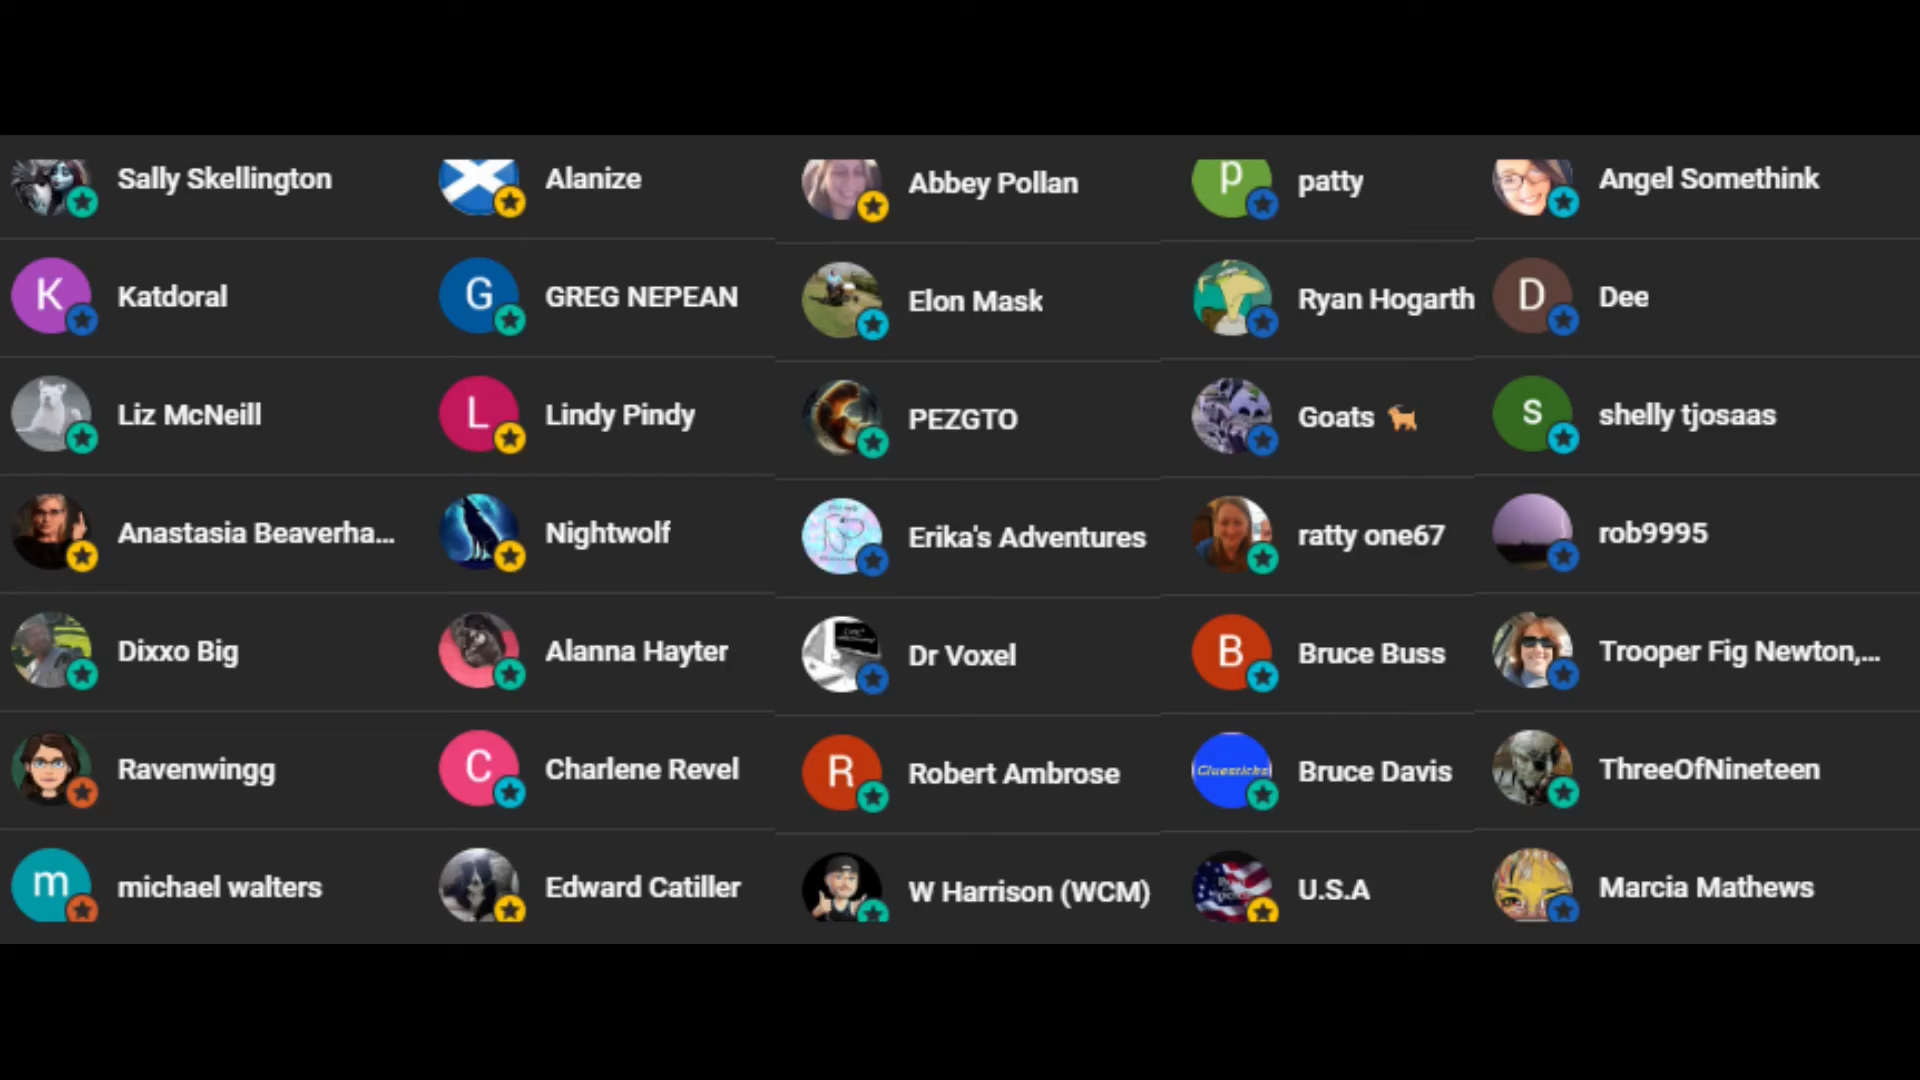 Sally Skellington
Alanize
Abbey Pollan
p
patty
Angel Somethink
K
Katdoral
G
GREG NEPEAN
Elon Mask
Ryan Hogarth
D
Dee
Liz McNeill
L
Lindy Pindy
PEZGTO
Goats 🐕
s
shelly tjosaas
Anastasia Beaverha...
Nightwolf
Erika's Adventures
ratty one67
rob9995
Dixxo Big
Alanna Hayter
Dr Voxel
B
Bruce Buss
Trooper Fig Newton,...
Ravenwingg
C
Charlene Revel
R
Robert Ambrose
Cluesticks
Bruce Davis
ThreeOfNineteen
m
michael walters
Edward Catiller
W Harrison (WCM)
U.S.A
Marcia Mathews